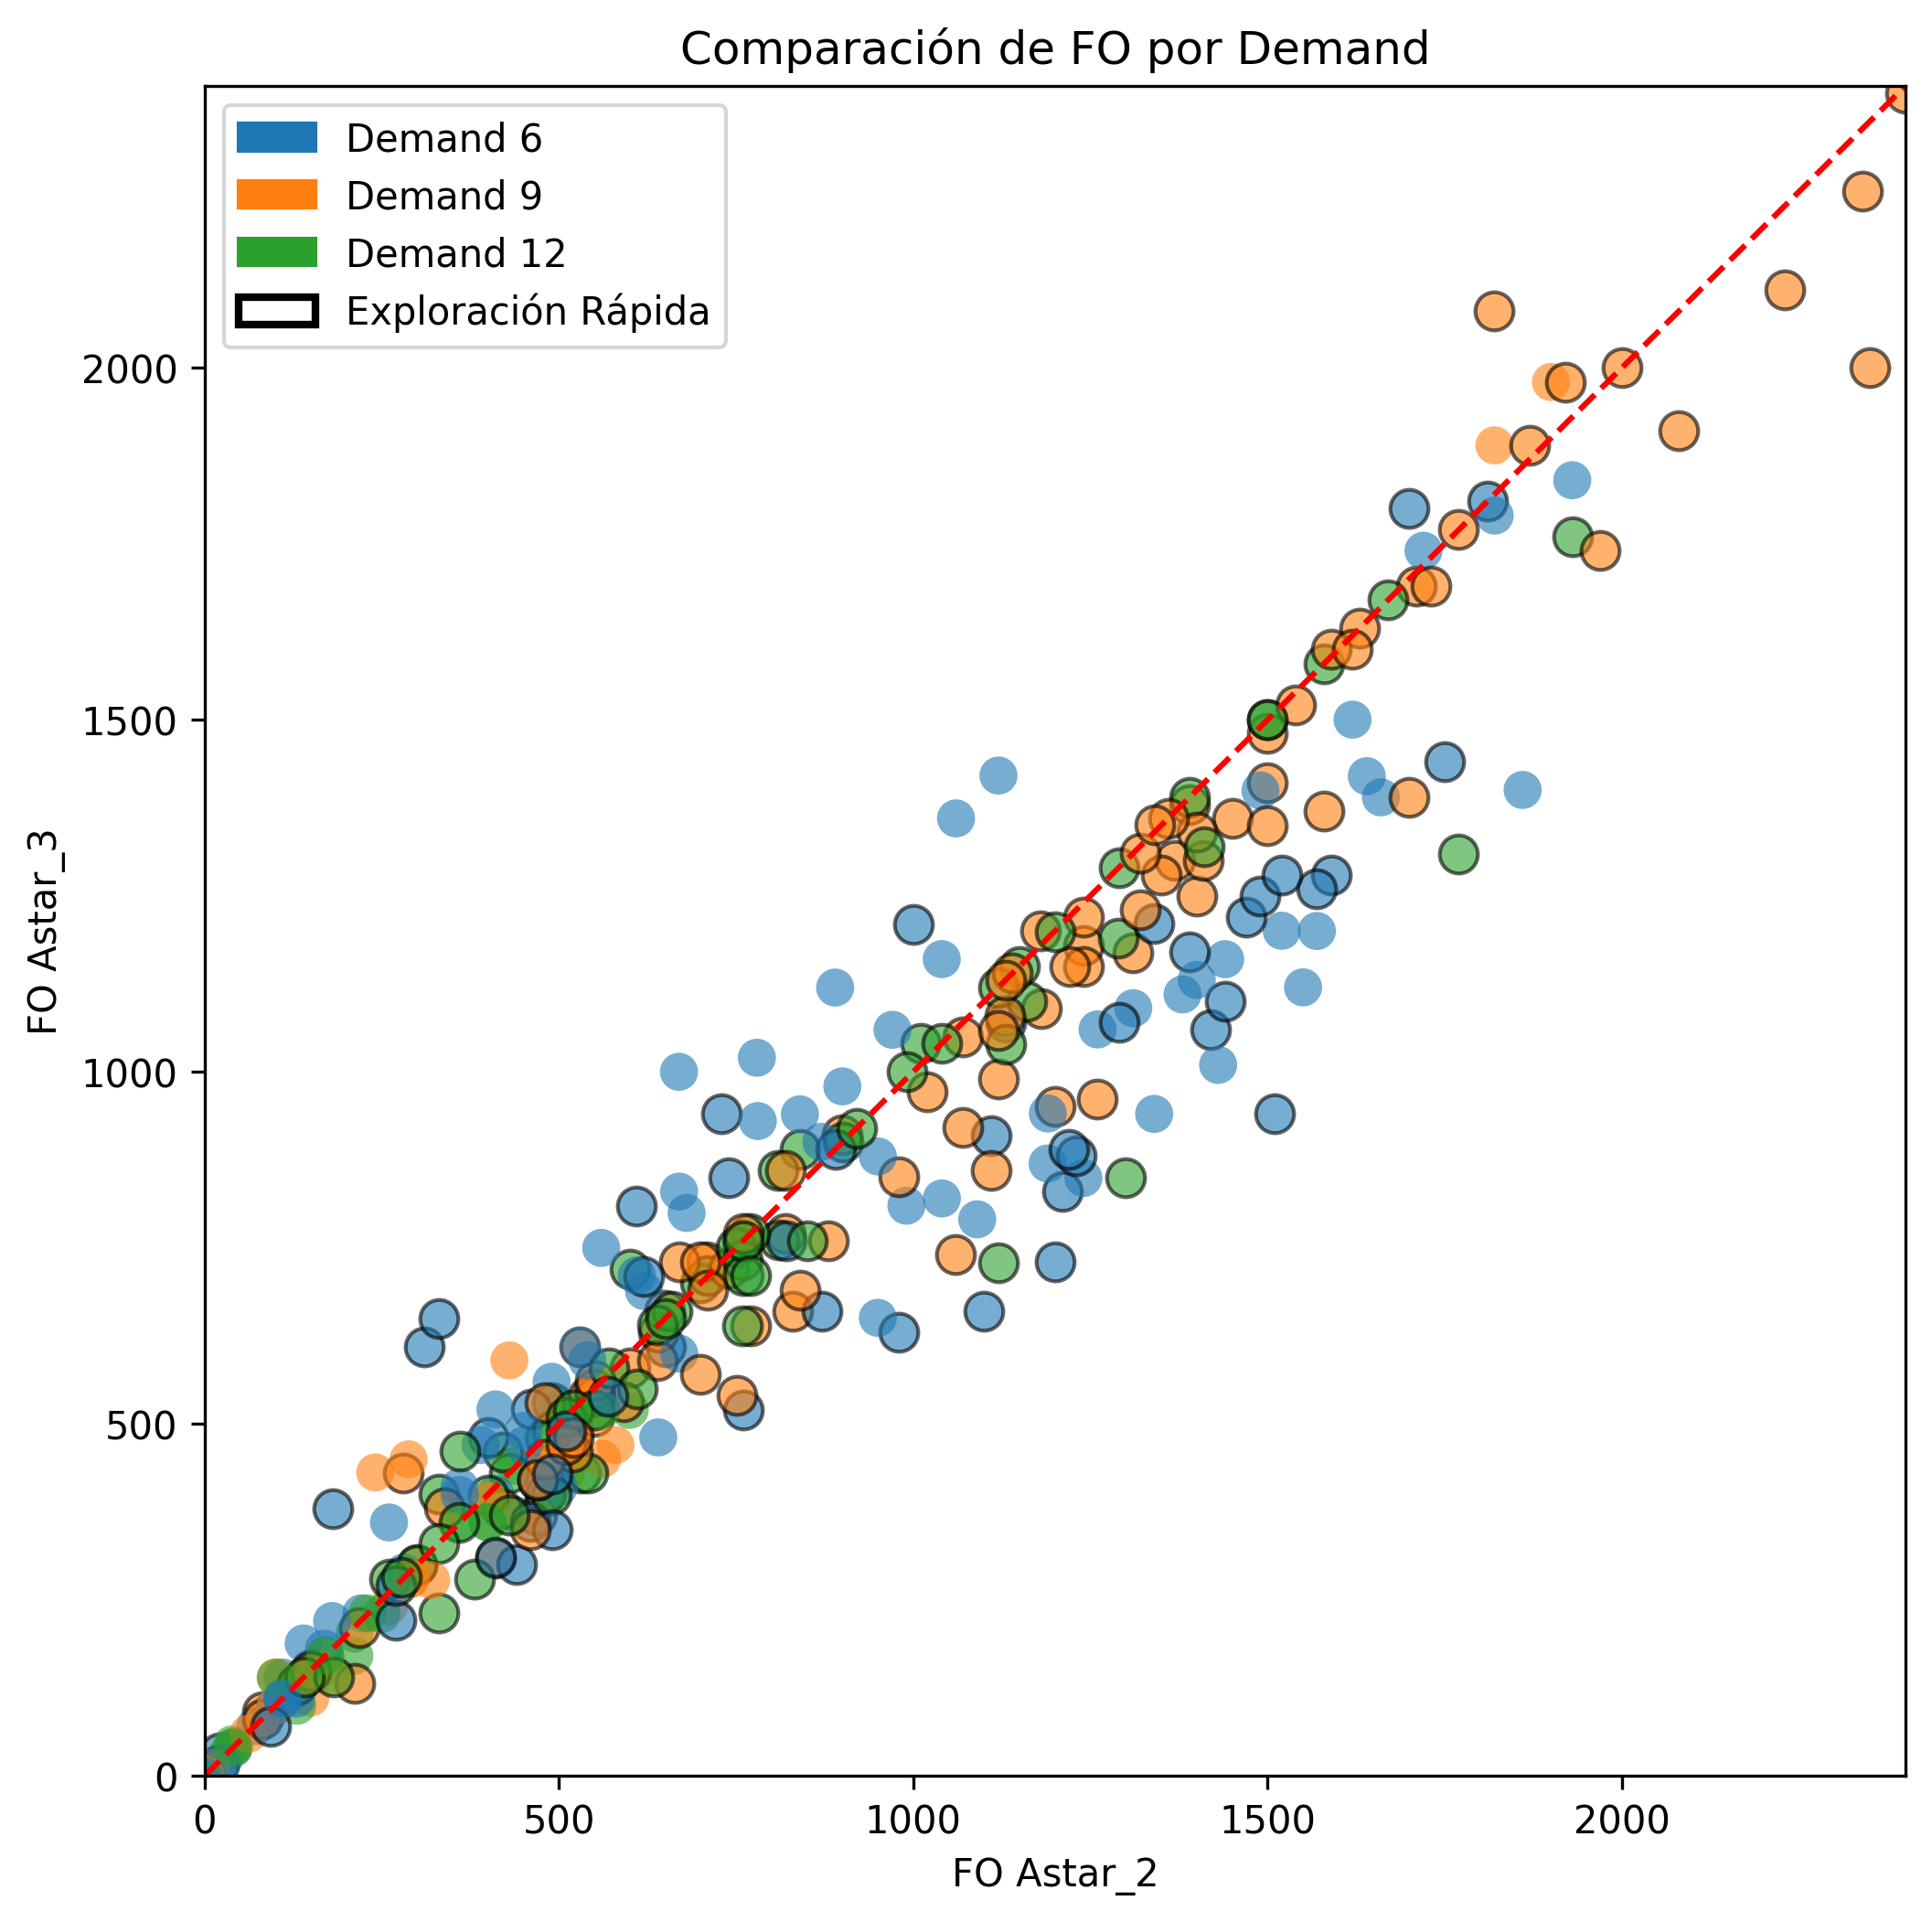 Comparación de FO por Demand
Demand 6
Demand 9
Demand 12
Exploración Rápida
2000
1500
1000
500
0
FO Astar_3
0 500 1000 1500 2000
FO Astar_2